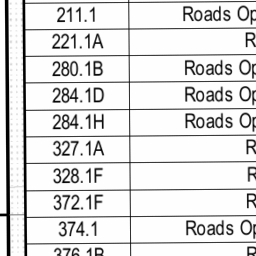 211.1 Roads Op
221.1A R
280.1B Roads Op
284.1D Roads Op
284.1H Roads Op
327.1A R
328.1F R
372.1F R
374.1 Roads Op
376.1B R